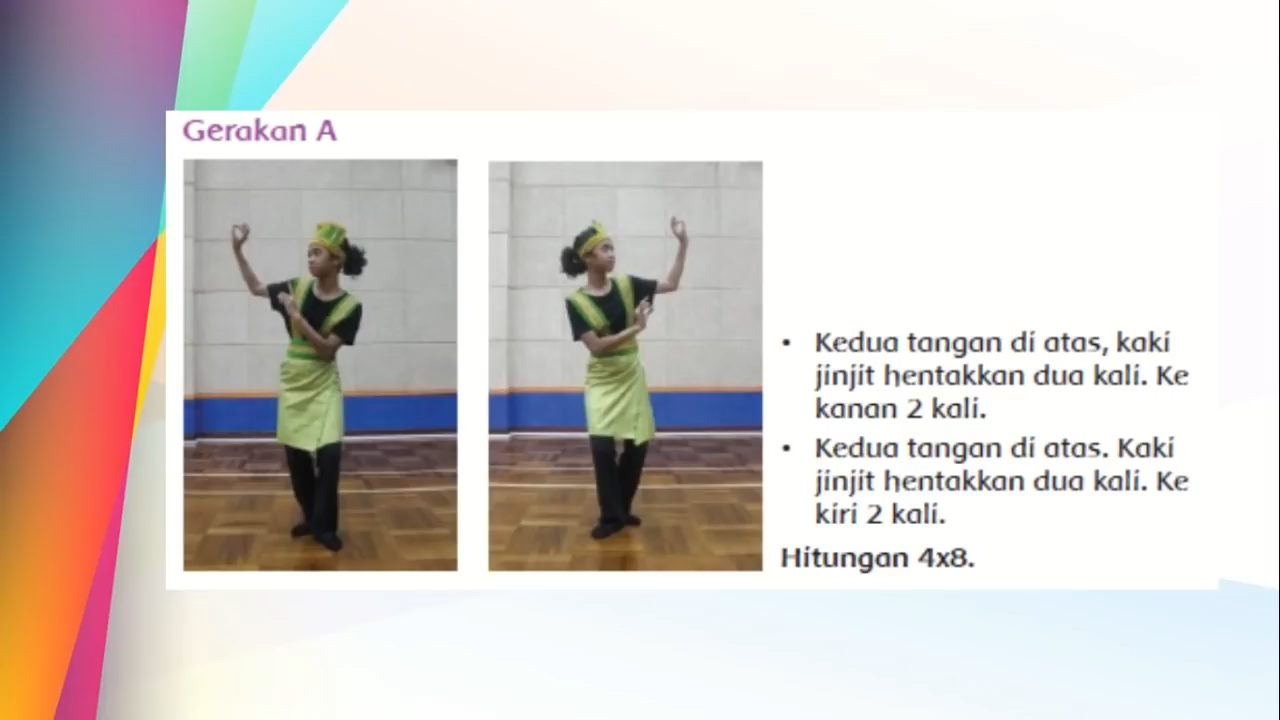 Gerakan A
• Kedua tangan di atas, kaki
jinjit hentakkan dua kali. Ke
kanan 2 kali.
• Kedua tangan di atas. Kaki
jinjit hentakkan dua kali. Ke
kiri 2 kali.
Hitungan 4x8.